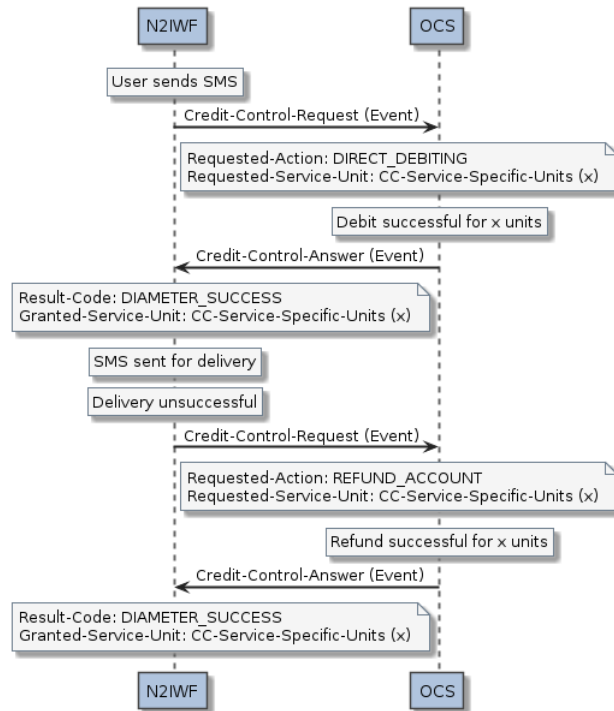 N2IWF OCS
User sends SMS
Credit-Control-Request (Event)
Requested-Action: DIRECT_DEBITING
Requested-Service-Unit: CC-Service-Specific-Units (x)
Debit successful for x units
Credit-Control-Answer (Event)
Result-Code: DIAMETER_SUCCESS
Granted-Service-Unit: CC-Service-Specific-Units (x)
SMS sent for delivery
Delivery unsuccessful
Credit-Control-Request (Event)
Requested-Action: REFUND_ACCOUNT
Requested-Service-Unit: CC-Service-Specific-Units (x)
Refund successful for x units
Credit-Control-Answer (Event)
Result-Code: DIAMETER_SUCCESS
Granted-Service-Unit: CC-Service-Specific-Units (x)
N2IWF OCS